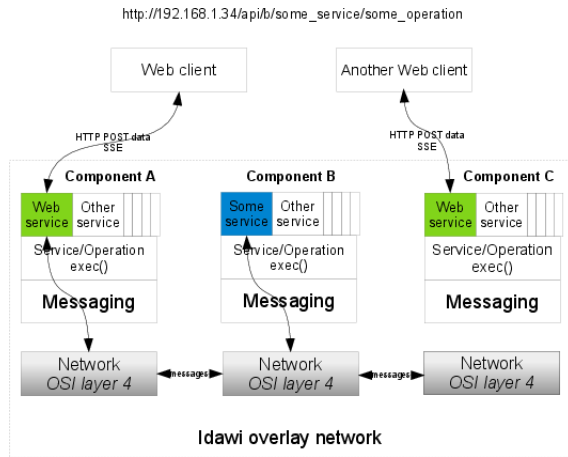 http://192.168.1.34/api/b/some_service/some_operation
Web client
Another Web client
HTTP POST data
SSE
HTTP POST data
SSE
Component A
Component B
Component C
Web
service
Other
service
Some
service
Other
service
Web
service
Other
service
Service/Operation
exec()
Service/Operation
exec()
Service/Operation
exec()
Messaging
Messaging
Messaging
Network
OSI layer 4
messages
Network
OSI layer 4
messages
Network
OSI layer 4
Idawi overlay network